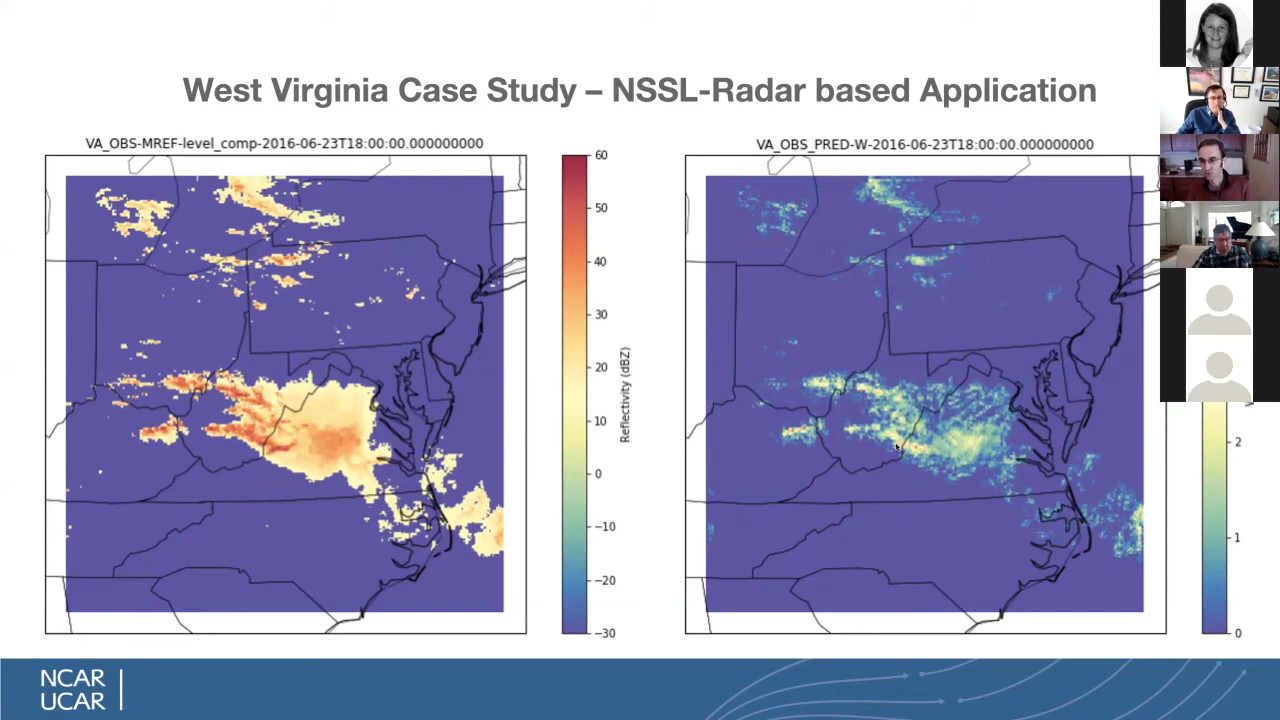 West Virginia Case Study – NSSL-Radar based Application
VA_OBS-MREF-level_comp-2016-06-23T18:00:00.000000000
60
50
40
30
20
10
0
−10
−20
−30
Reflectivity (dBZ)
VA_OBS_PRED-W-2016-06-23T18:00:00.000000000
2
1
0
NCAR
UCAR